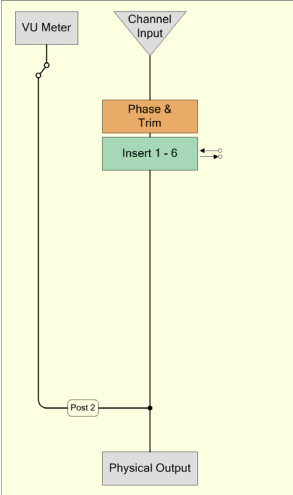 VU Meter
Channel
Input
Phase &
Trim
Insert 1 - 6
Post 2
Physical Output